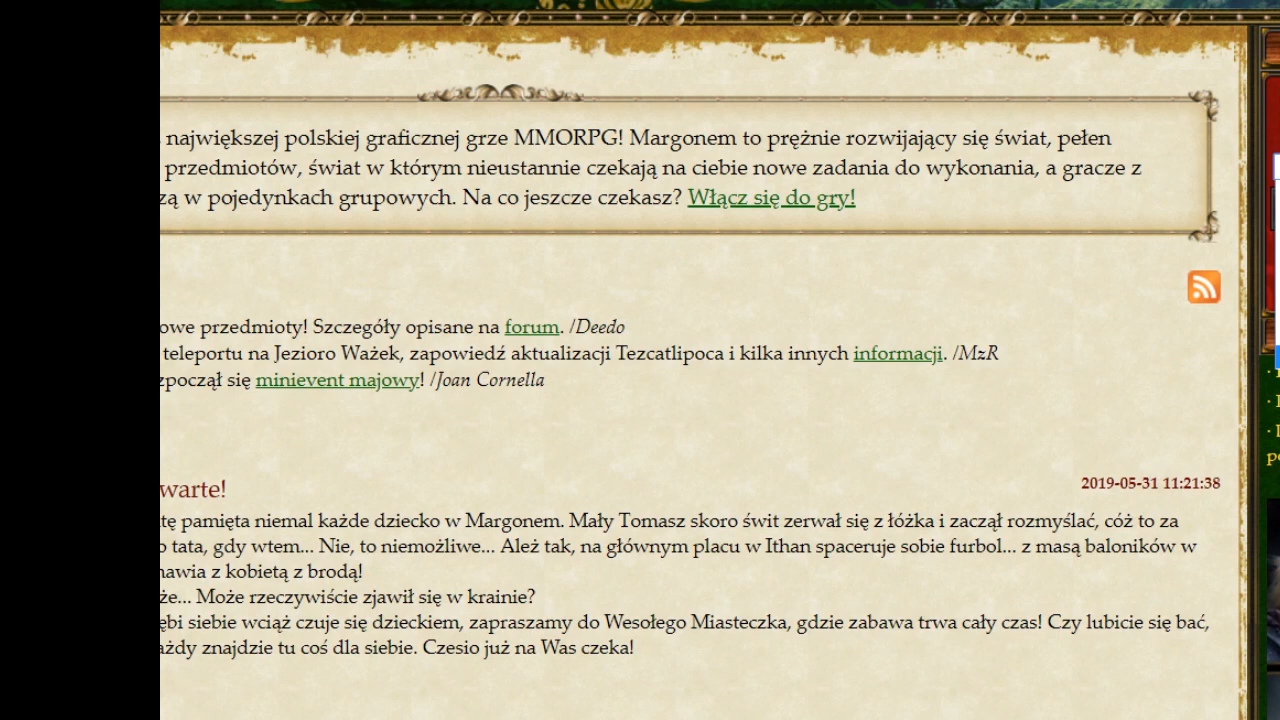 największej polskiej graficznej grze MMORPG! Margonem to prężnie rozwijający się świat, pełen
przedmiotów, świat w którym nieustannie czekają na ciebie nowe zadania do wykonania, a gracze z
zą w pojedynkach grupowych. Na co jeszcze czekasz? Włącz się do gry!
owe przedmioty! Szczegóły opisane na forum. /Deedo
teleportu na Jezioro Ważek, zapowiedź aktualizacji Tezcatlipoca i kilka innych informacji. /MzR
zpoczął się minievent majowy! /Joan Cornella
warte!
2019-05-31 11:21:38
tę pamięta niemal każde dziecko w Margonem. Mały Tomasz skoro świt zerwał się z łóżka i zaczął rozmyślać, cóż to za
o tata, gdy wtem... Nie, to niemożliwe... Ależ tak, na głównym placu w Ithan spaceruje sobie furbol... z masą baloników w
mawia z kobietą z brodą!
że... Może rzeczywiście zjawił się w krainie?
ębi siebie wciąż czuje się dzieckiem, zapraszamy do Wesołego Miasteczka, gdzie zabawa trwa cały czas! Czy lubicie się bać,
ażdy znajdzie tu coś dla siebie. Czesio już na Was czeka!